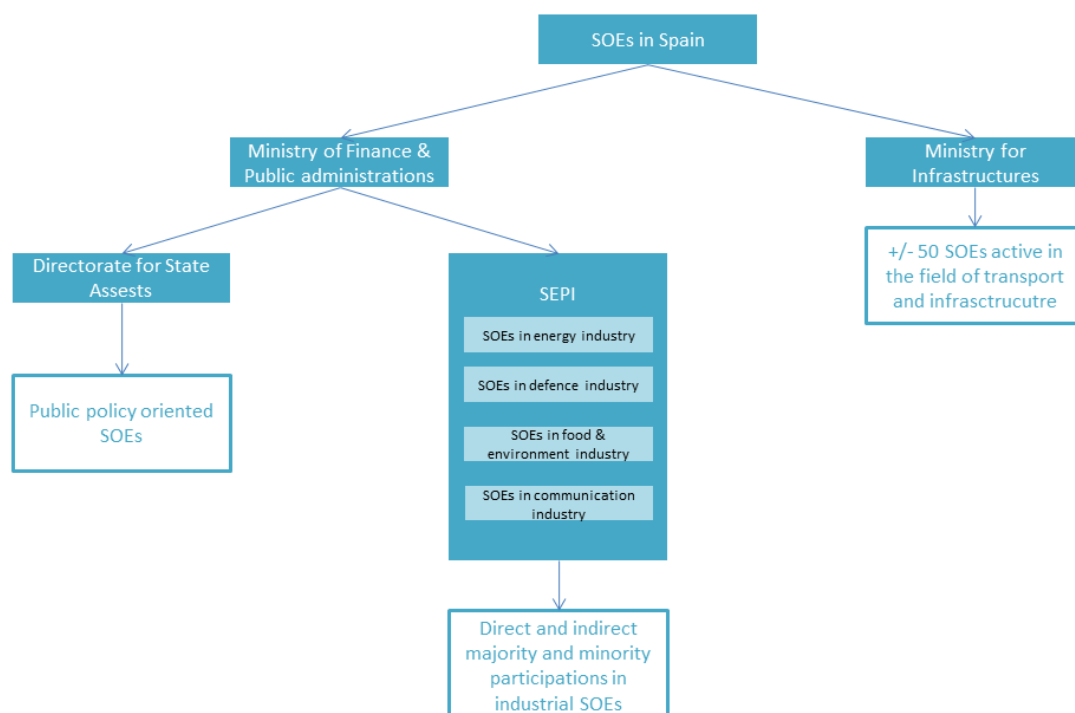 SOEs in Spain
Ministry of Finance &
Public administrations
Ministry for
Infrastructures
Directorate for State
Assests
SEPI
+/- 50 SOEs active in
the field of transport
and infrasctrucutre
SOEs in energy industry
SOEs in defence industry
Public policy oriented
SOEs
SOEs in food &
environment industry
SOEs in communication
industry
Direct and indirect
majority and minority
participations in
industrial SOEs